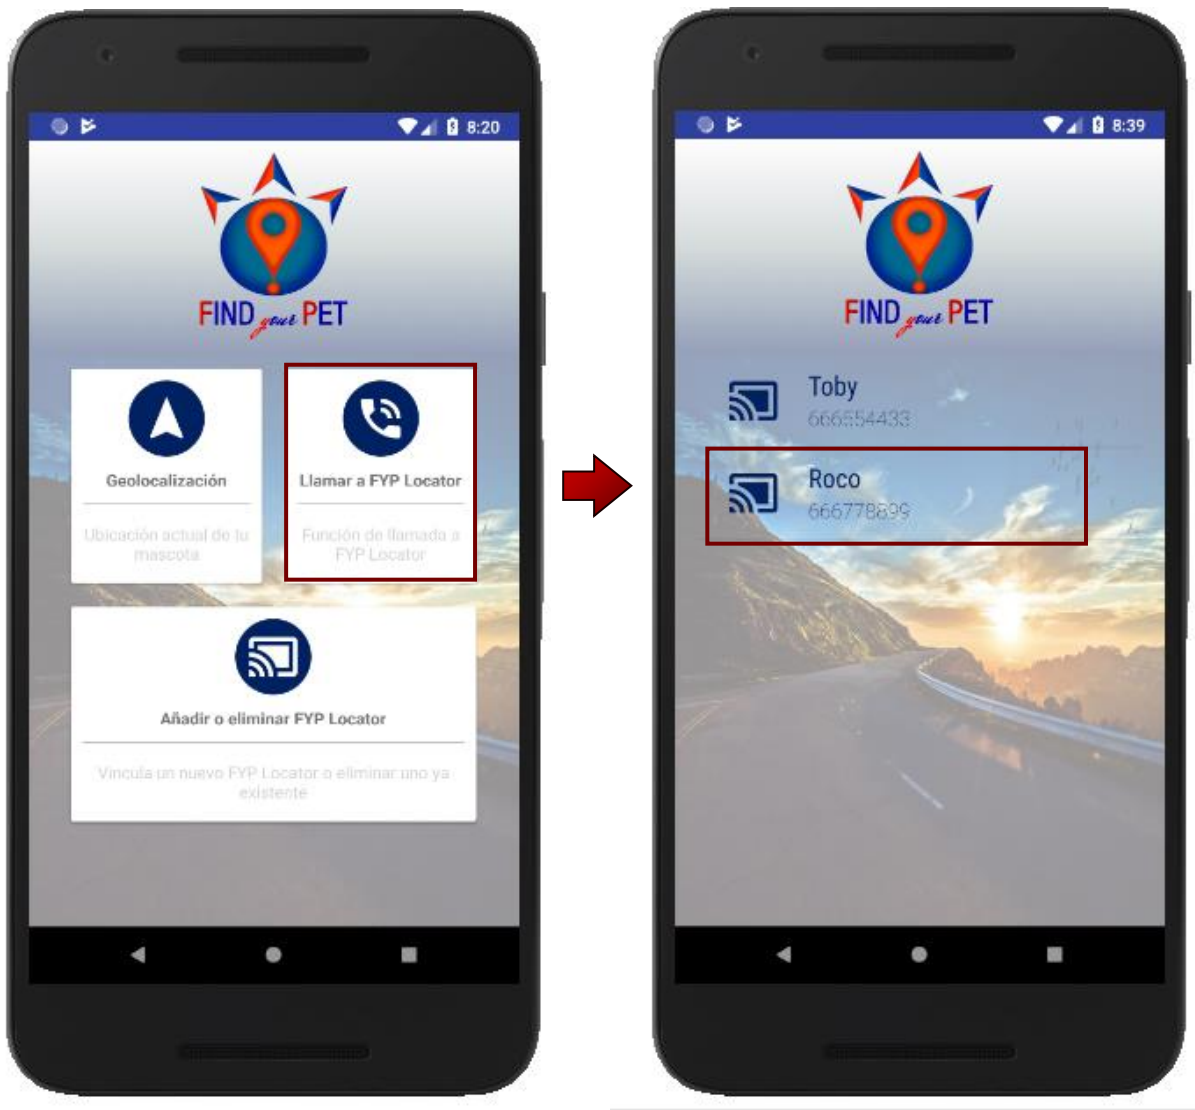 8:20
FIND your PET
Geolocalización
Ubicación actual de tu
mascota
Llamar a FYP Locator
Función de llamada a
FYP Locator
Añadir o eliminar FYP Locator
Vincula un nuevo FYP Locator o eliminar uno ya
existente
8:39
FIND your PET
Toby
666554433
Roco
666778899